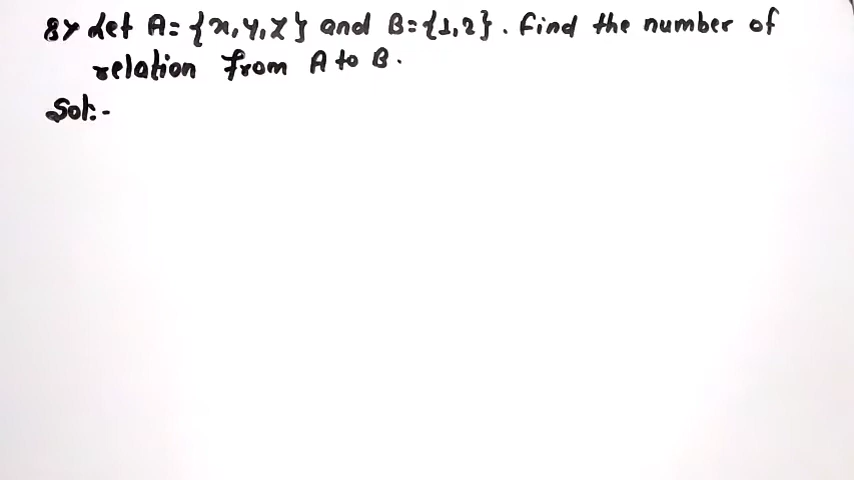 8> Let A = {x, y, z} and B = {1, 2}. Find the number of
relation from A to B.
Sol:-